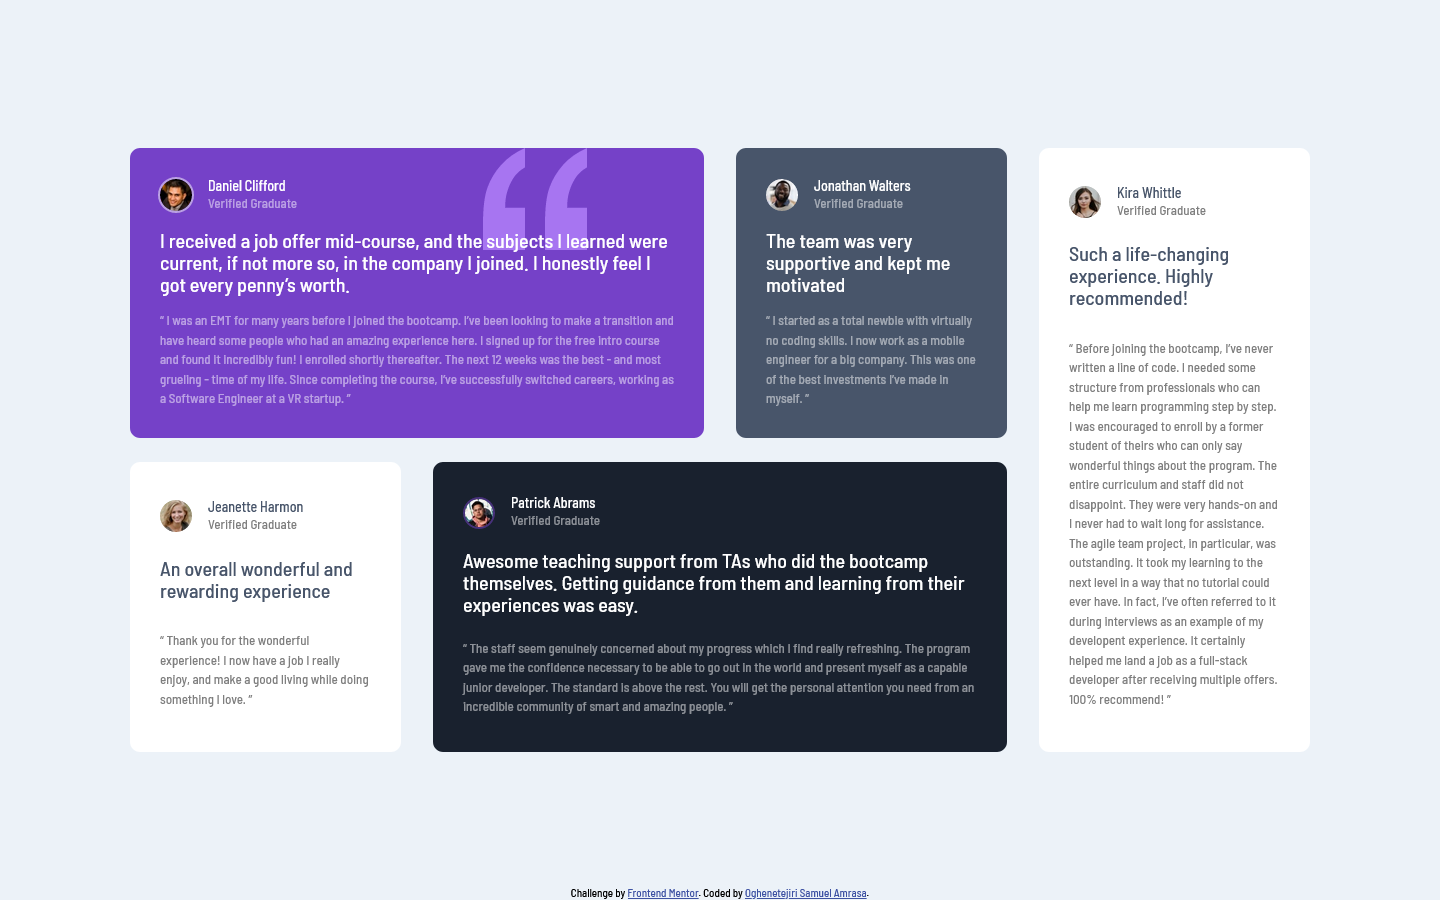 Daniel Clifford
Verified Graduate
I received a job offer mid-course, and the subjects I learned were
current, if not more so, in the company I joined. I honestly feel I
got every penny’s worth.
“ I was an EMT for many years before I joined the bootcamp. I’ve been looking to make a transition and
have heard some people who had an amazing experience here. I signed up for the free intro course
and found it incredibly fun! I enrolled shortly thereafter. The next 12 weeks was the best - and most
grueling - time of my life. Since completing the course, I’ve successfully switched careers, working as
a Software Engineer at a VR startup. ”
Jonathan Walters
Verified Graduate
The team was very
supportive and kept me
motivated
“ I started as a total newbie with virtually
no coding skills. I now work as a mobile
engineer for a big company. This was one
of the best investments I’ve made in
myself. ”
Kira Whittle
Verified Graduate
Such a life-changing
experience. Highly
recommended!
“ Before joining the bootcamp, I’ve never
written a line of code. I needed some
structure from professionals who can
help me learn programming step by step.
I was encouraged to enroll by a former
student of theirs who can only say
wonderful things about the program. The
entire curriculum and staff did not
disappoint. They were very hands-on and
I never had to wait long for assistance.
The agile team project, in particular, was
outstanding. It took my learning to the
next level in a way that no tutorial could
ever have. In fact, I’ve often referred to it
during interviews as an example of my
developent experience. It certainly
helped me land a job as a full-stack
developer after receiving multiple offers.
100% recommend! ”
Jeanette Harmon
Verified Graduate
An overall wonderful and
rewarding experience
“ Thank you for the wonderful
experience! I now have a job I really
enjoy, and make a good living while doing
something I love. ”
Patrick Abrams
Verified Graduate
Awesome teaching support from TAs who did the bootcamp
themselves. Getting guidance from them and learning from their
experiences was easy.
“ The staff seem genuinely concerned about my progress which I find really refreshing. The program
gave me the confidence necessary to be able to go out in the world and present myself as a capable
junior developer. The standard is above the rest. You will get the personal attention you need from an
incredible community of smart and amazing people. ”
Challenge by Frontend Mentor. Coded by Oghenetejiri Samuel Amrasa.